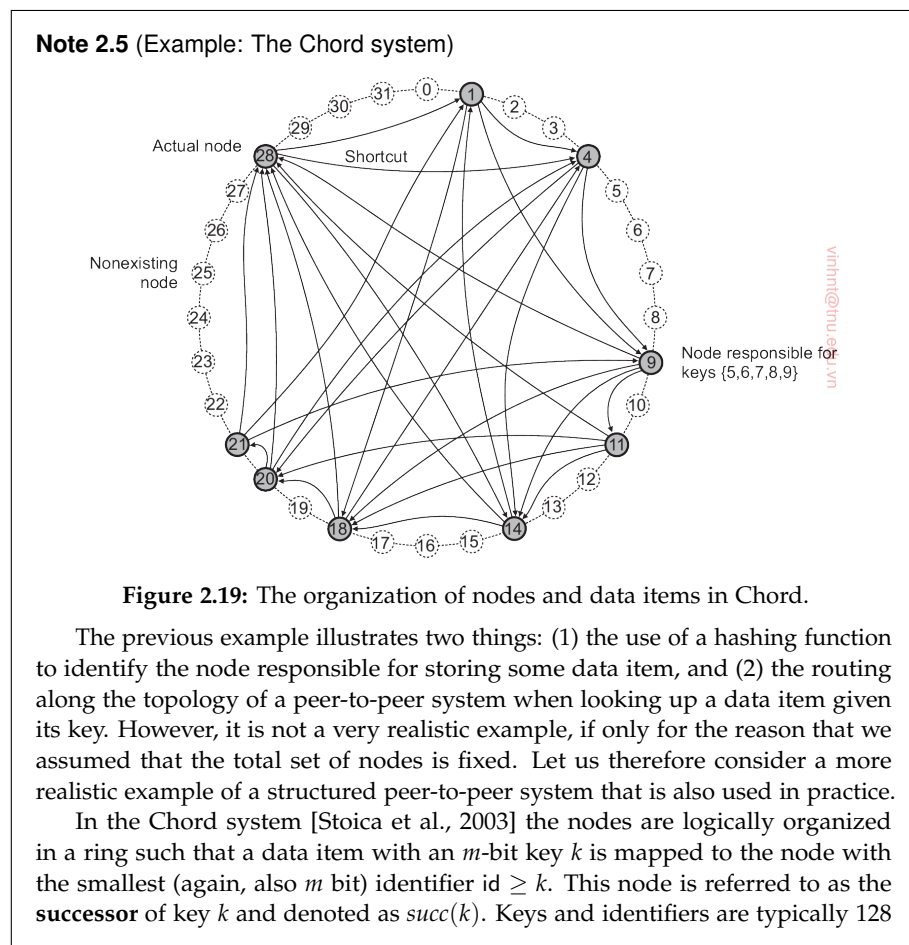 Note 2.5 (Example: The Chord system)
0
1
2
3
4
5
6
7
8
9
10
11
12
13
14
15
16
17
18
19
20
21
22
23
24
25
26
27
28
29
30
31
Actual node
Shortcut
Nonexisting
node
Node responsible for
keys {5,6,7,8,9}
vinhnt@tnu.edu.vn
Figure 2.19: The organization of nodes and data items in Chord.
The previous example illustrates two things: (1) the use of a hashing function
to identify the node responsible for storing some data item, and (2) the routing
along the topology of a peer-to-peer system when looking up a data item given
its key. However, it is not a very realistic example, if only for the reason that we
assumed that the total set of nodes is fixed. Let us therefore consider a more
realistic example of a structured peer-to-peer system that is also used in practice.
In the Chord system [Stoica et al., 2003] the nodes are logically organized
in a ring such that a data item with an m-bit key k is mapped to the node with
the smallest (again, also m bit) identifier id ≥ k. This node is referred to as the
successor of key k and denoted as succ(k). Keys and identifiers are typically 128